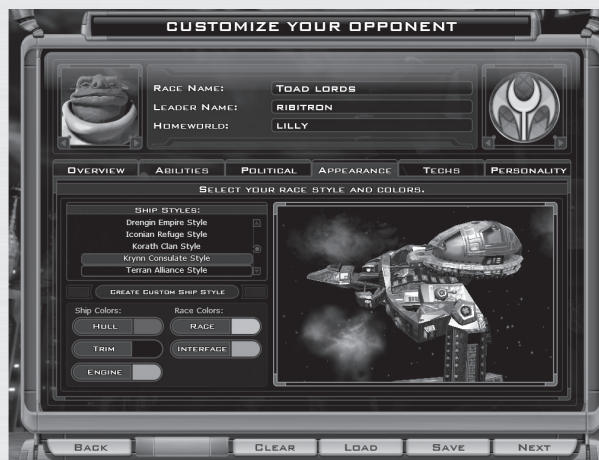 CUSTOMIZE YOUR OPPONENT
RACE NAME: TOAD LORDS
LEADER NAME: RIBITRON
HOMEWORLD: LILLY
OVERVIEW ABILITIES POLITICAL APPEARANCE TECHS PERSONALITY
SELECT YOUR RACE STYLE AND COLORS.
SHIP STYLES:
Drengin Empire Style
Iconian Refuge Style
Korath Clan Style
Krynn Consulate Style
Terran Alliance Style
CREATE CUSTOM SHIP STYLE
Ship Colors: Race Colors:
HULL RACE
TRIM INTERFACE
ENGINE
BACK CLEAR LOAD SAVE NEXT